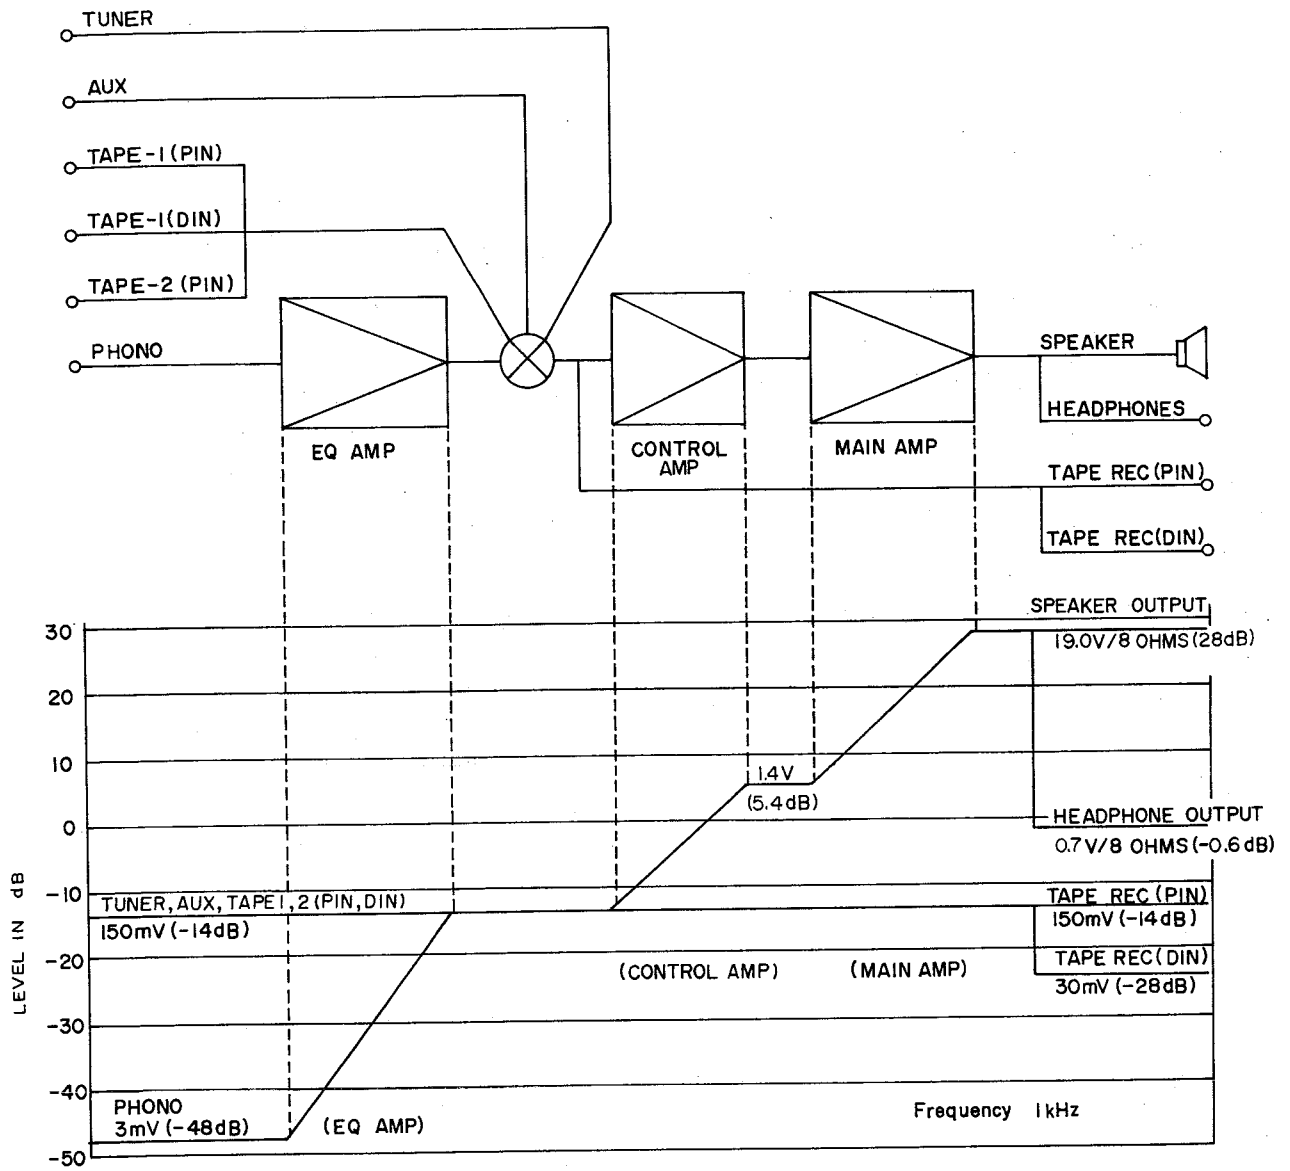 TUNER
AUX
TAPE-1(PIN)
TAPE-1(DIN)
TAPE-2(PIN)
PHONO
EQ AMP
CONTROL
AMP
MAIN AMP
SPEAKER
HEADPHONES
TAPE REC(PIN)
TAPE REC(DIN)
SPEAKER OUTPUT
19.0V/8 OHMS(28dB)
30
20
10
0
-10
-20
-30
-40
-50
LEVEL IN dB
1.4V
(5.4dB)
HEADPHONE OUTPUT
0.7V/8 OHMS(-0.6dB)
TUNER,AUX,TAPE1,2(PIN,DIN)
150mV(-14dB)
TAPE REC(PIN)
150mV(-14dB)
TAPE REC(DIN)
30mV(-28dB)
(CONTROL AMP)
(MAIN AMP)
PHONO
3mV(-48dB)
(EQ AMP)
Frequency 1kHz